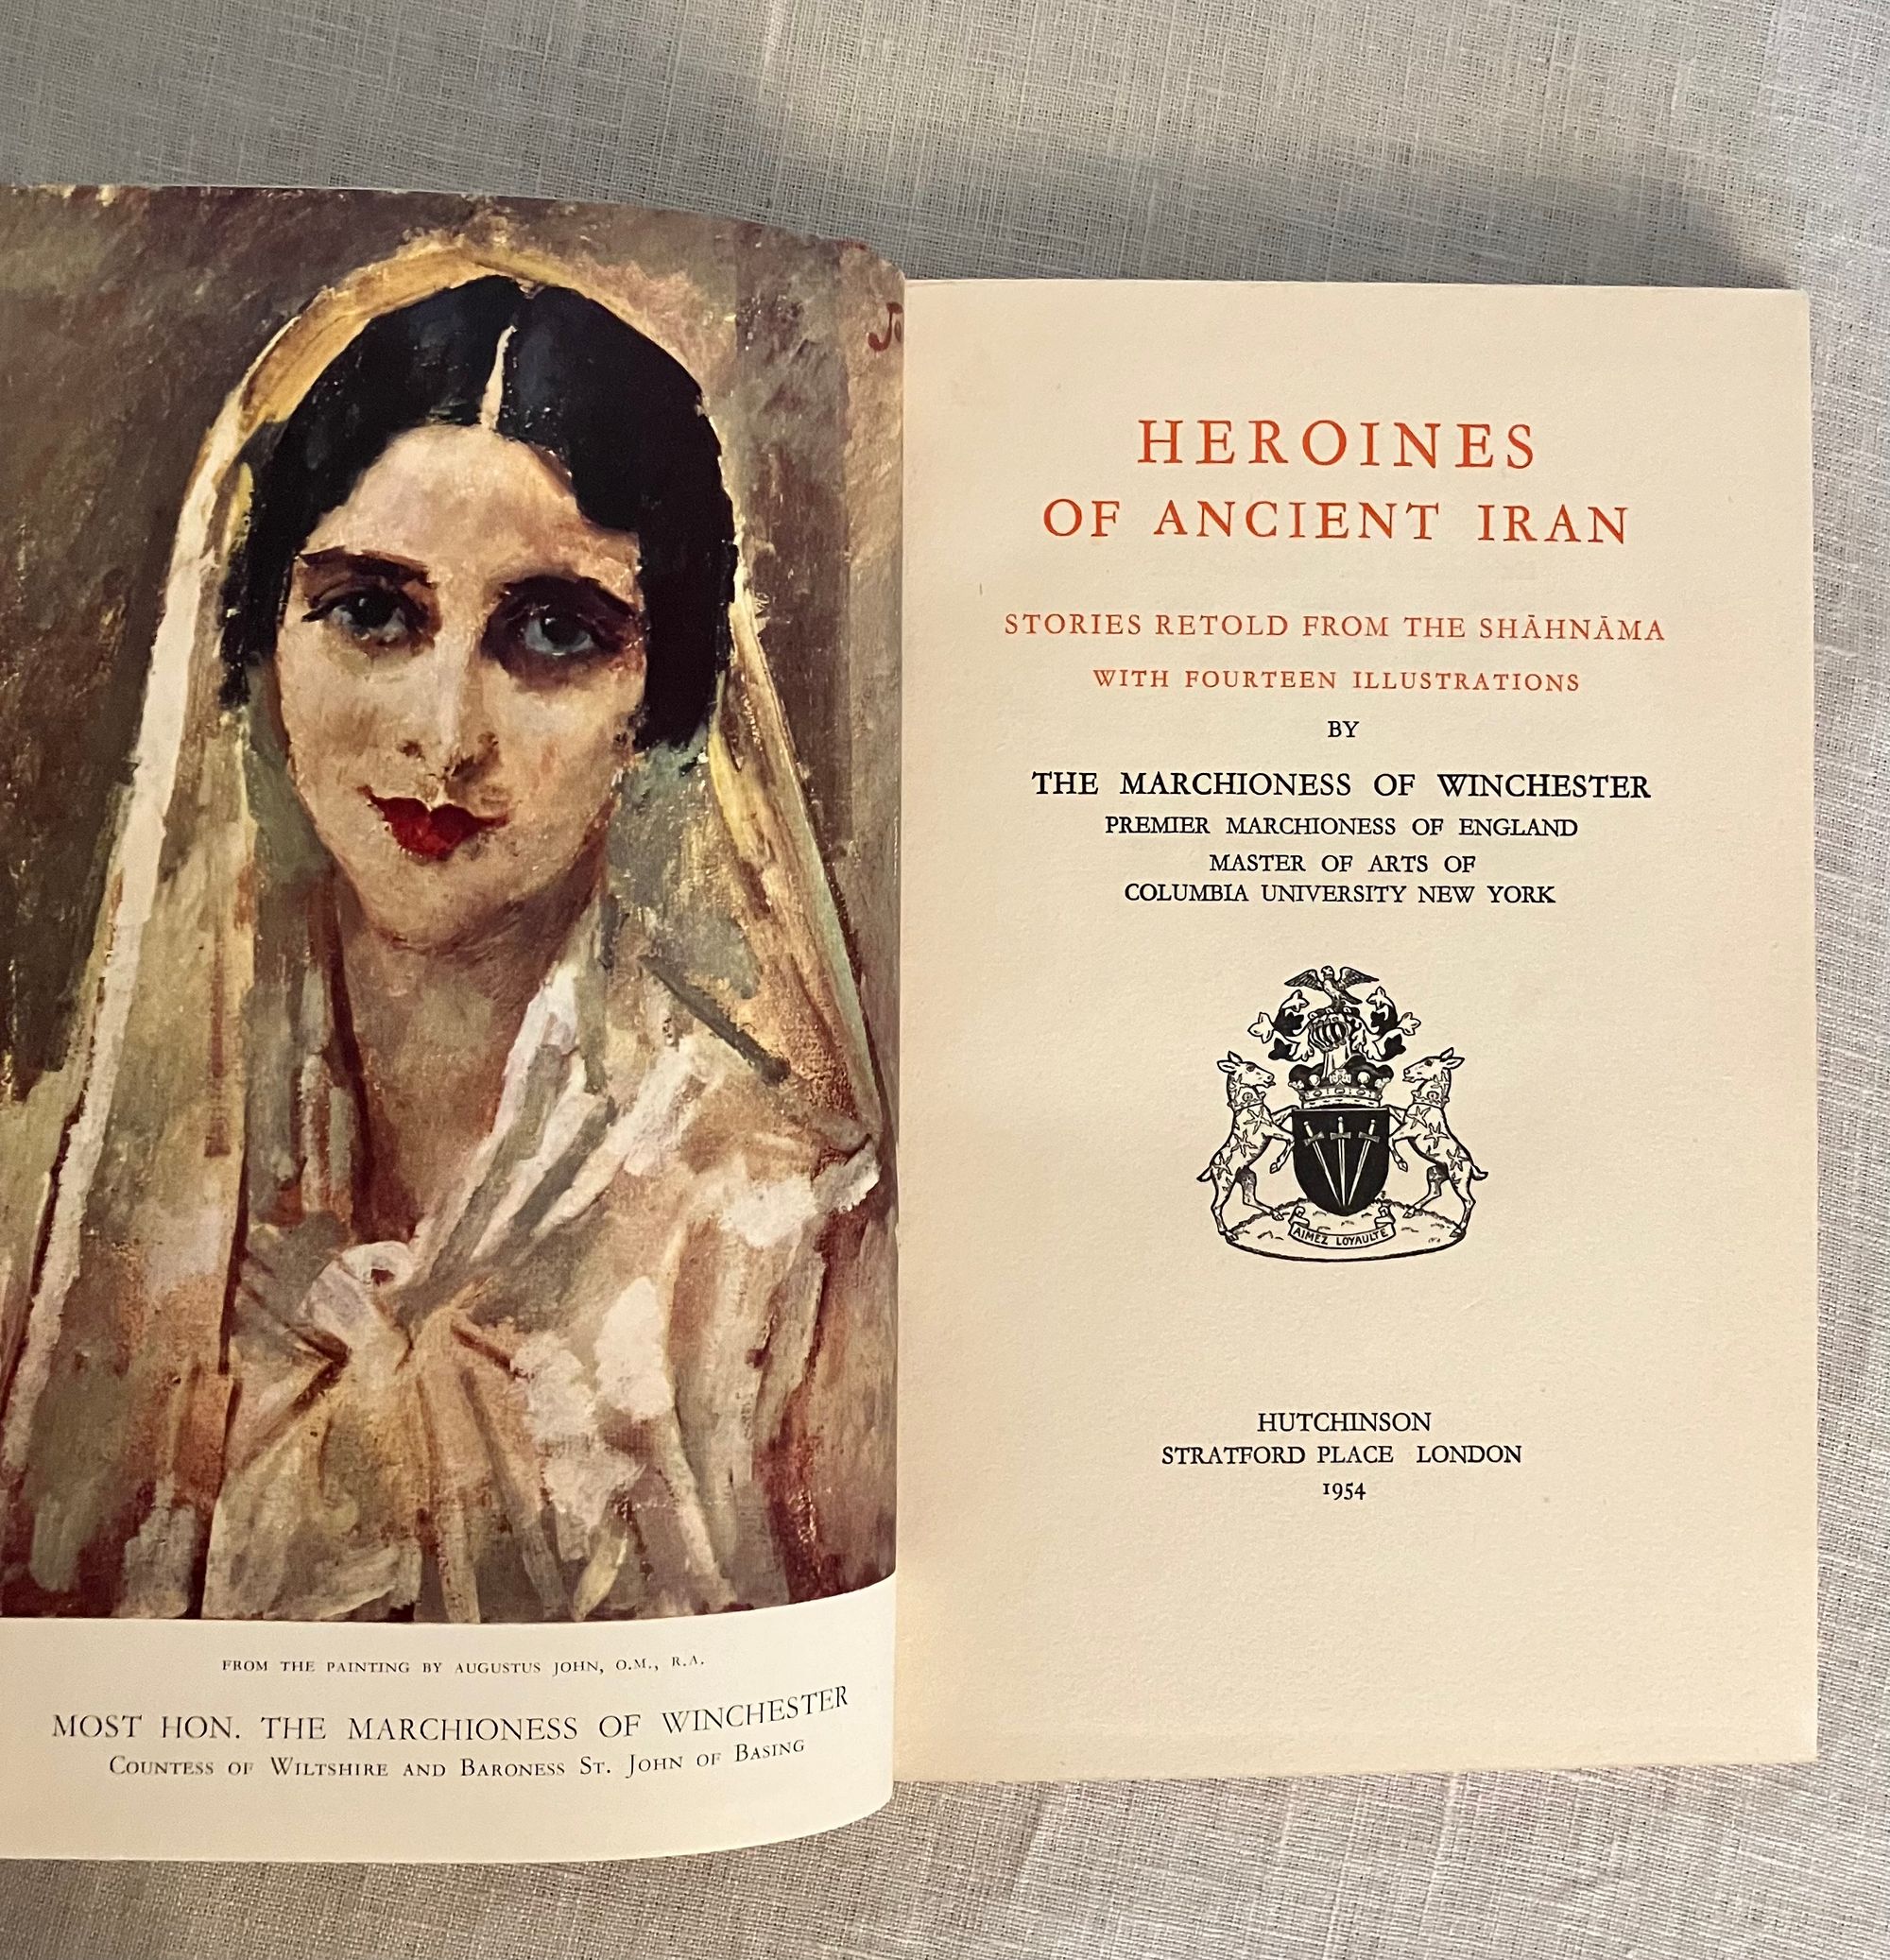 FROM THE PAINTING BY AUGUSTUS JOHN, O.M., R.A.
MOST HON. THE MARCHIONESS OF WINCHESTER
COUNTESS OF WILTSHIRE AND BARONESS ST. JOHN OF BASING
HEROINES
OF ANCIENT IRAN
STORIES RETOLD FROM THE SHĀHNĀMA
WITH FOURTEEN ILLUSTRATIONS
BY
THE MARCHIONESS OF WINCHESTER
PREMIER MARCHIONESS OF ENGLAND
MASTER OF ARTS OF
COLUMBIA UNIVERSITY NEW YORK
AIMEZ LOYAULTE
HUTCHINSON
STRATFORD PLACE LONDON
1954